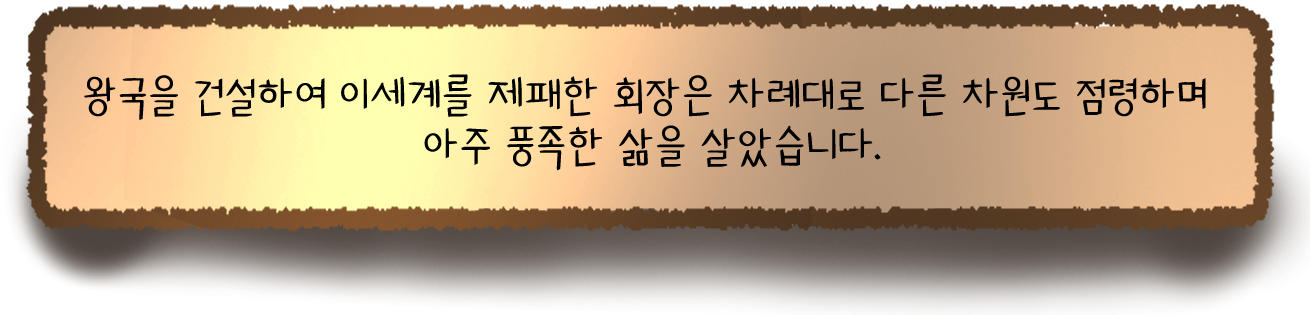 왕국을 건설하여 이세계를 제패한 회장은 차례대로 다른 차원도 점령하며
아주 풍족한 삶을 살았습니다.